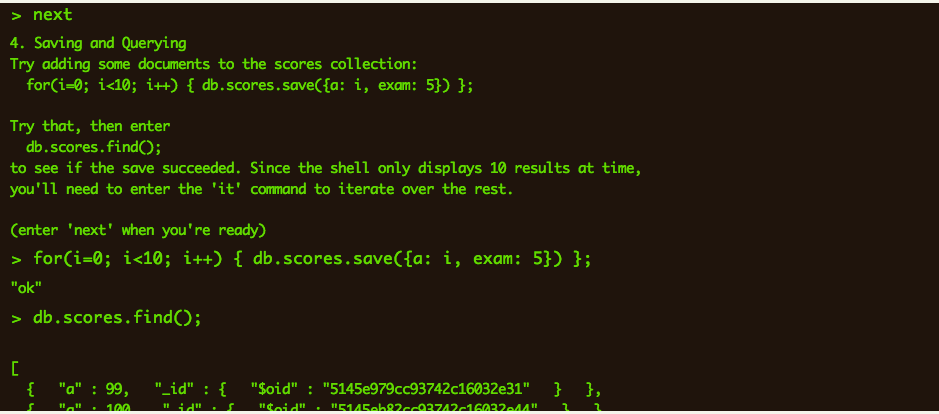 > next
4. Saving and Querying
Try adding some documents to the scores collection:
for(i=0; i<10; i++) { db.scores.save({a: i, exam: 5}) };
Try that, then enter
db.scores.find();
to see if the save succeeded. Since the shell only displays 10 results at time,
you'll need to enter the 'it' command to iterate over the rest.
(enter 'next' when you're ready)
> for(i=0; i<10; i++) { db.scores.save({a: i, exam: 5}) };
"ok"
> db.scores.find();
[
{ "a" : 99, "_id" : { "$oid" : "5145e979cc93742c16032e31" } },
{ "a" : 100, "_id" : { "$oid" : "5145eb82cc93742c16032e44" } }